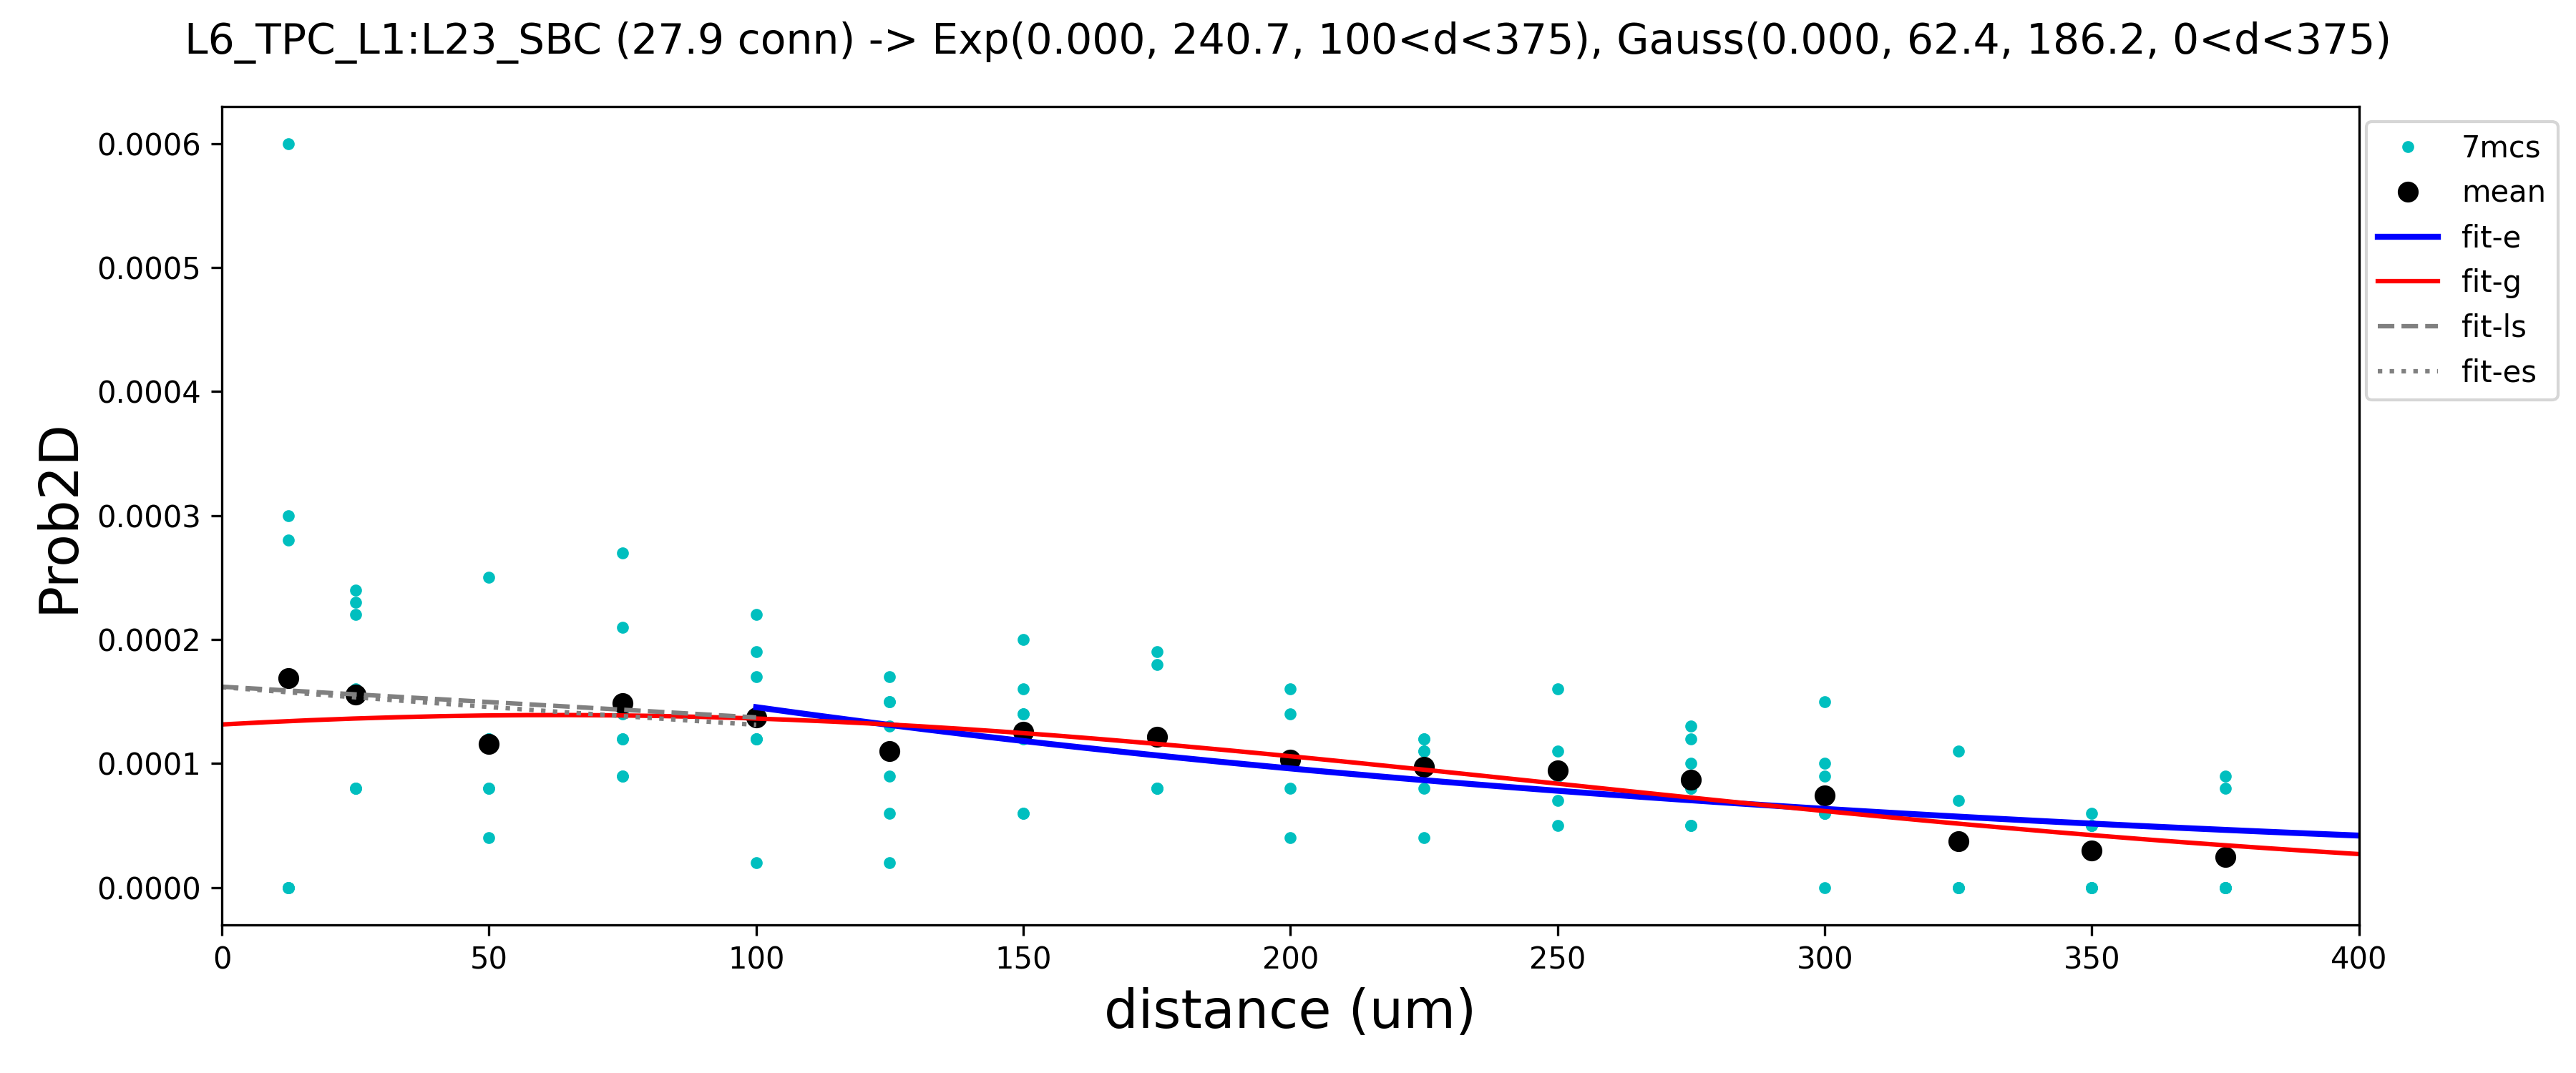 L6_TPC_L1:L23_SBC (27.9 conn) -> Exp(0.000, 240.7, 100<d<375), Gauss(0.000, 62.4, 186.2, 0<d<375)
Prob2D
0.0006
0.0005
0.0004
0.0003
0.0002
0.0001
0.0000
0 50 100 150 200 250 300 350 400
distance (um)
7mcs
mean
fit-e
fit-g
fit-ls
fit-es